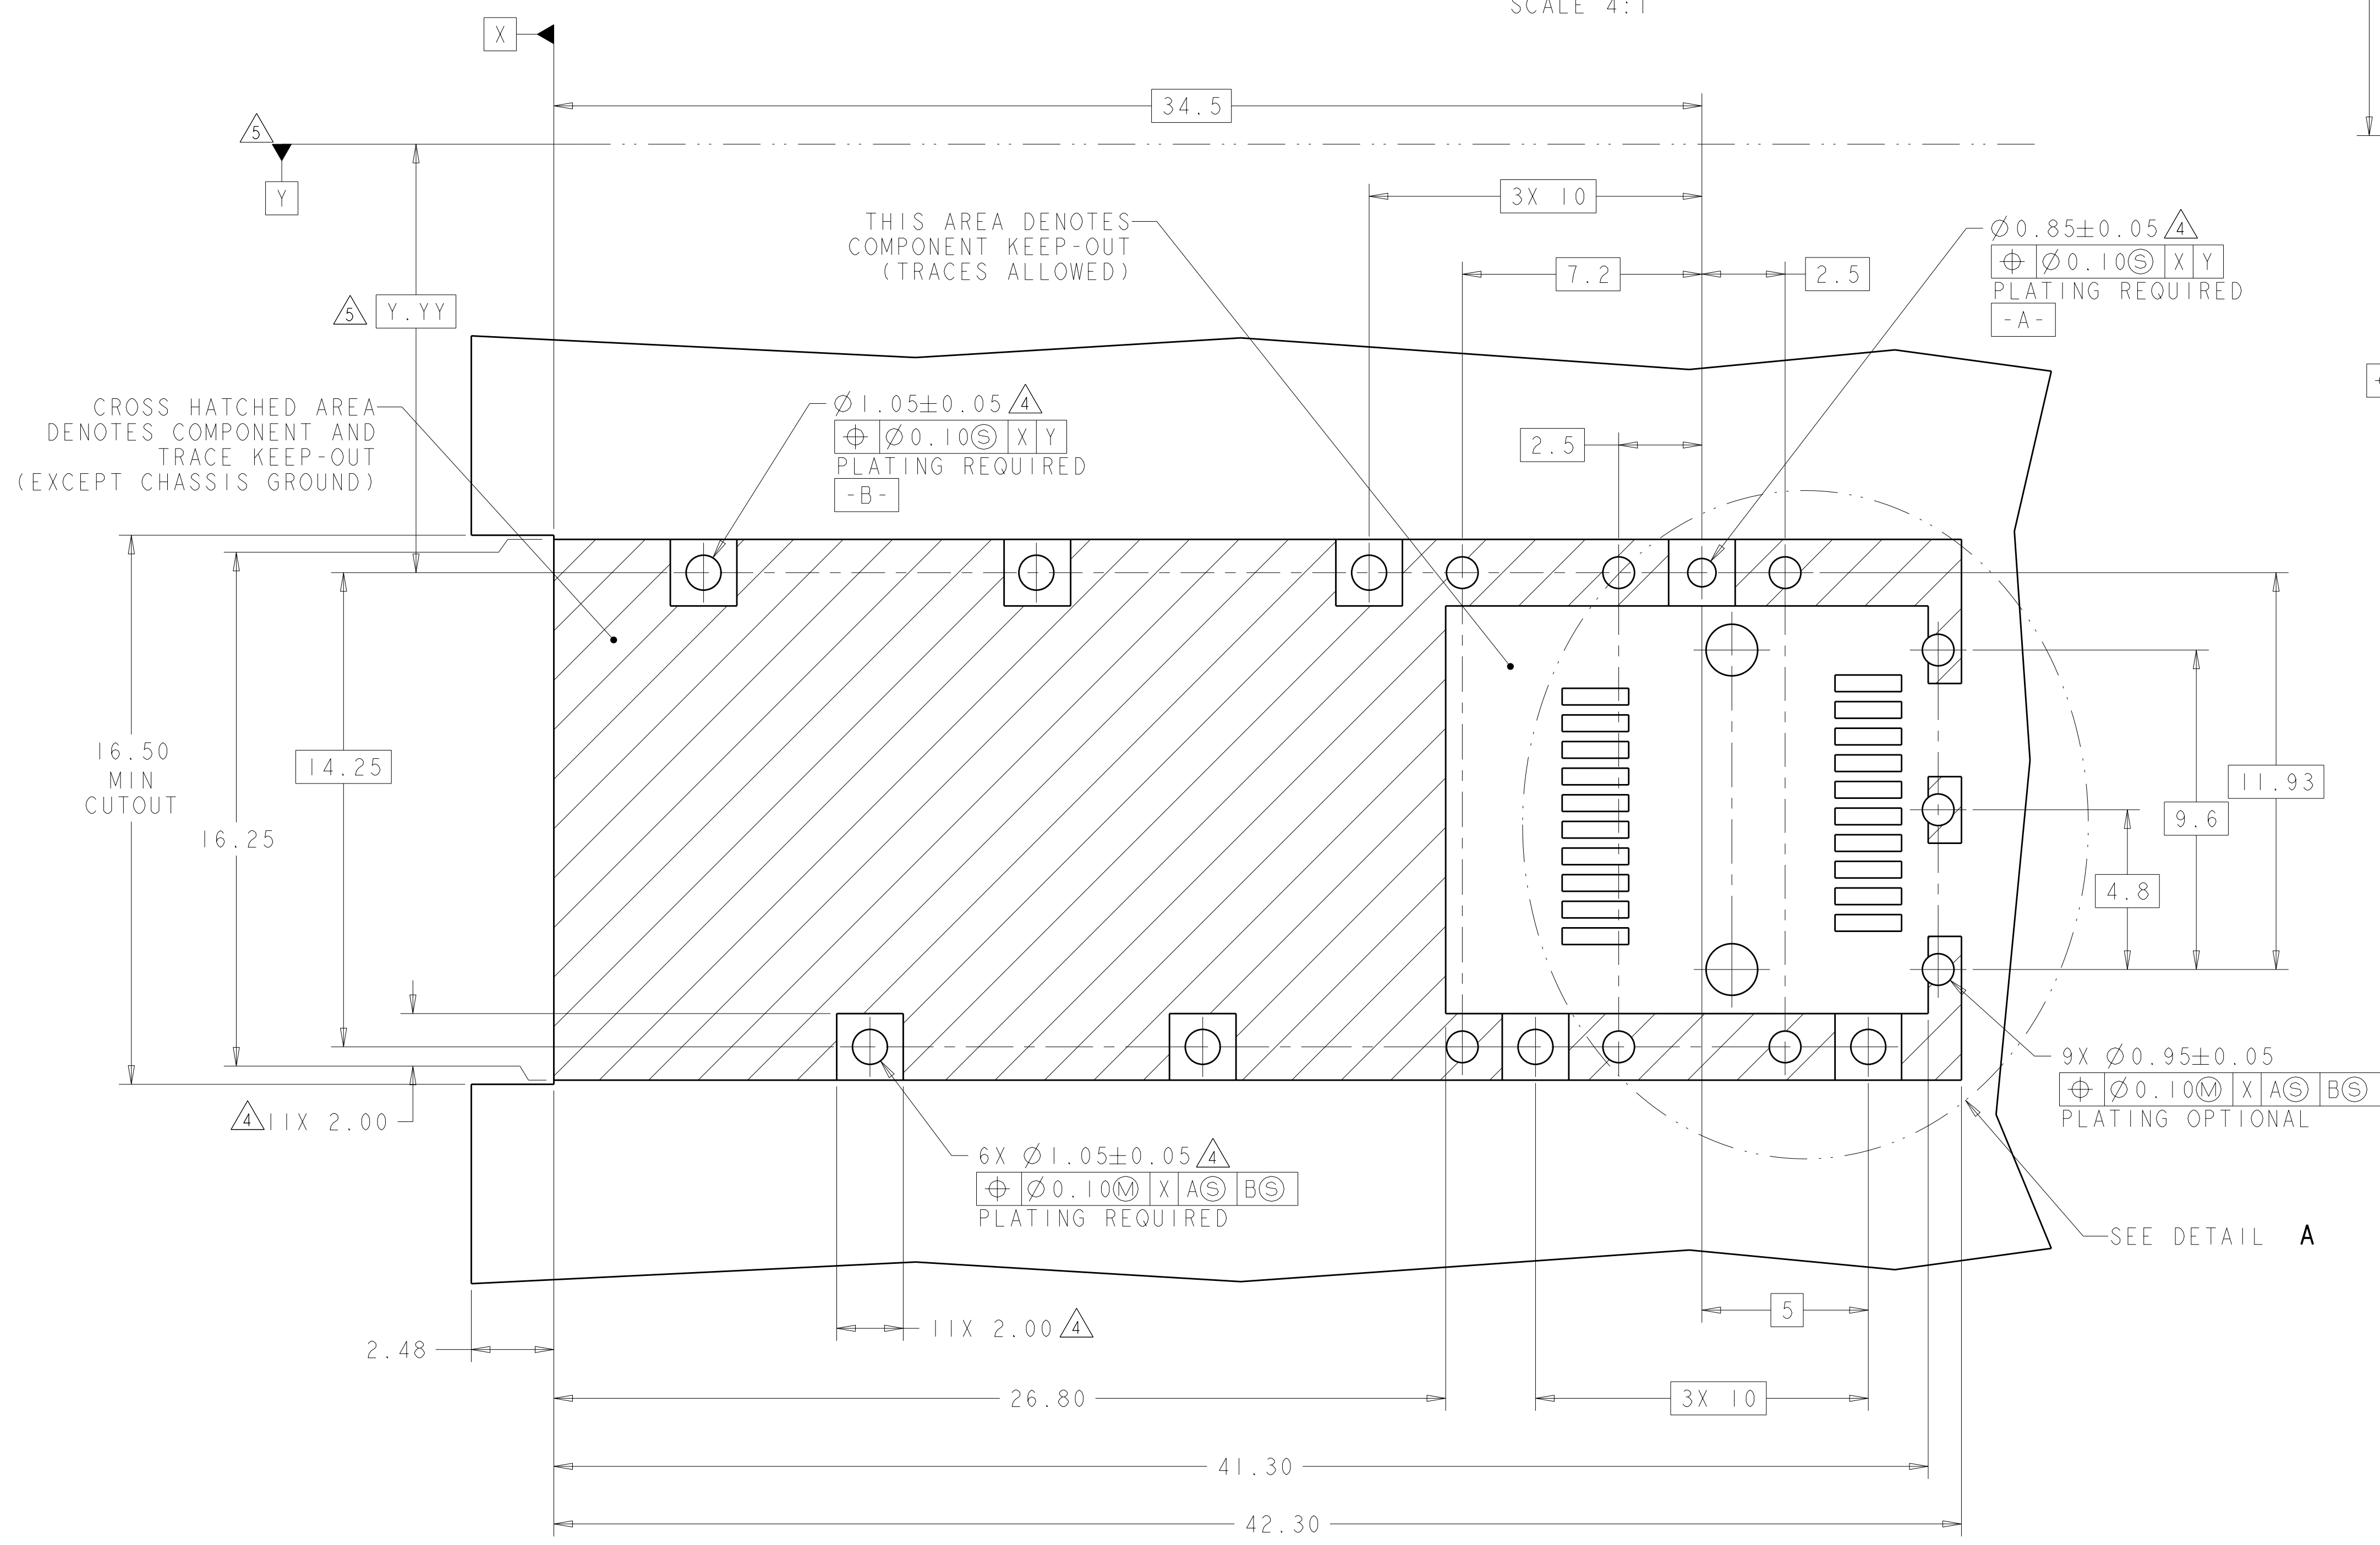 SCALE 4:1
X
34.5
5
Y
3X 10
THIS AREA DENOTES
COMPONENT KEEP-OUT
(TRACES ALLOWED)
Ø0.85±0.05 4
⌖ Ø0.10Ⓢ X Y
PLATING REQUIRED
-A-
7.2
2.5
5 Y.YY
CROSS HATCHED AREA
DENOTES COMPONENT AND
TRACE KEEP-OUT
(EXCEPT CHASSIS GROUND)
Ø1.05±0.05 4
⌖ Ø0.10Ⓢ X Y
PLATING REQUIRED
-B-
2.5
16.50
MIN
CUTOUT
14.25
16.25
11.93
9.6
4.8
4 11X 2.00
9X Ø0.95±0.05
⌖ Ø0.10Ⓜ X AⓈ BⓈ
PLATING OPTIONAL
6X Ø1.05±0.05 4
⌖ Ø0.10Ⓜ X AⓈ BⓈ
PLATING REQUIRED
SEE DETAIL A
11X 2.00 4
5
2.48
26.80
3X 10
41.30
42.30